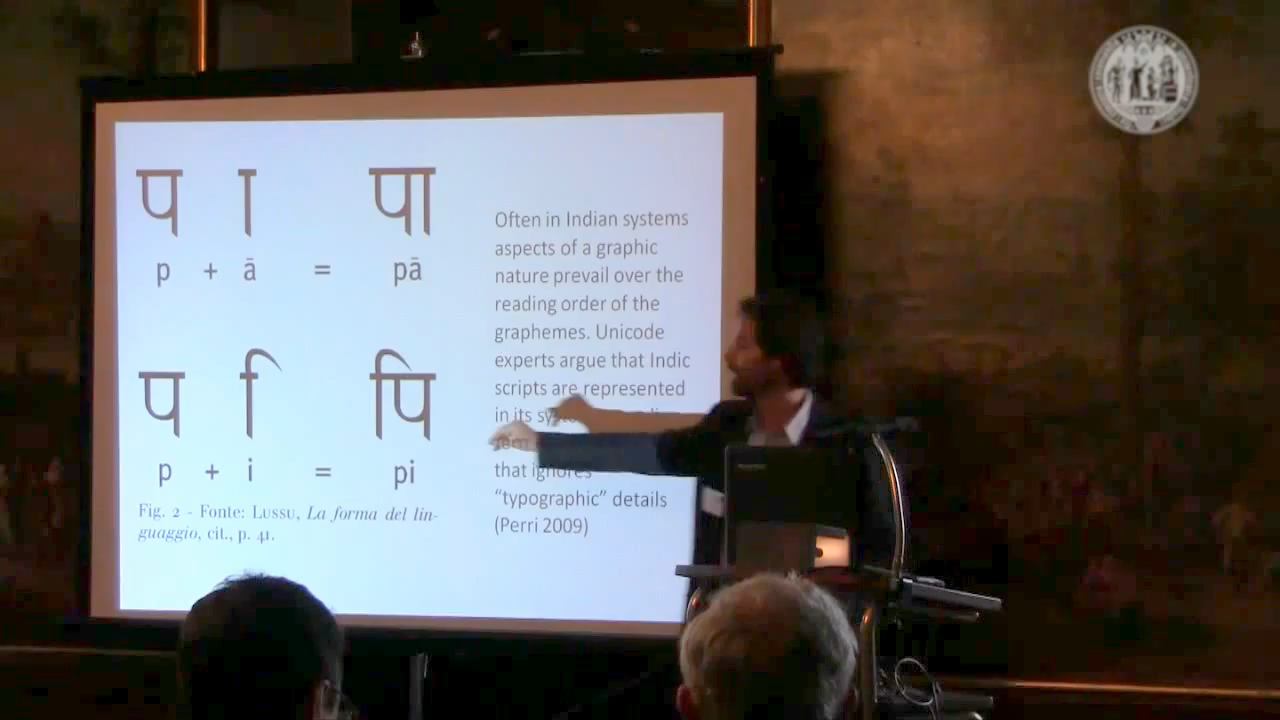 प ा पा
p + ā = pā
प ि पि
p + i = pi
Fig. 2 - Fonte: Lussu, La forma del lin-
guaggio, cit., p. 41.
Often in Indian systems
aspects of a graphic
nature prevail over the
reading order of the
graphemes. Unicode
experts argue that Indic
scripts are represented
in its
that ignores
“typographic” details
(Perri 2009)